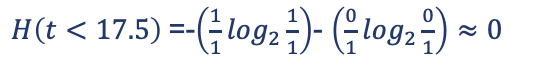 H(t < 17.5) =-(1/1 log₂ 1/1)- (0/1 log₂ 0/1) ≈ 0